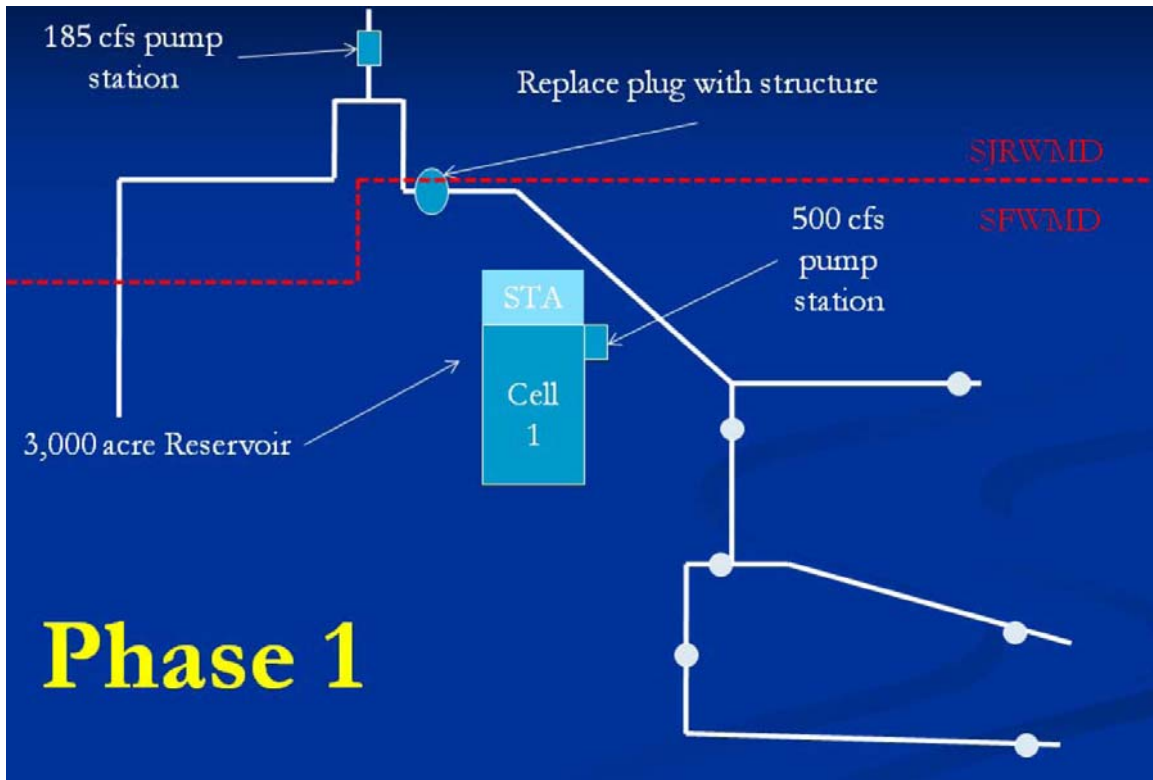 185 cfs pump
station
Replace plug with structure
SJRWMD
SFWMD
500 cfs
pump
station
STA
Cell
1
3,000 acre Reservoir
Phase 1